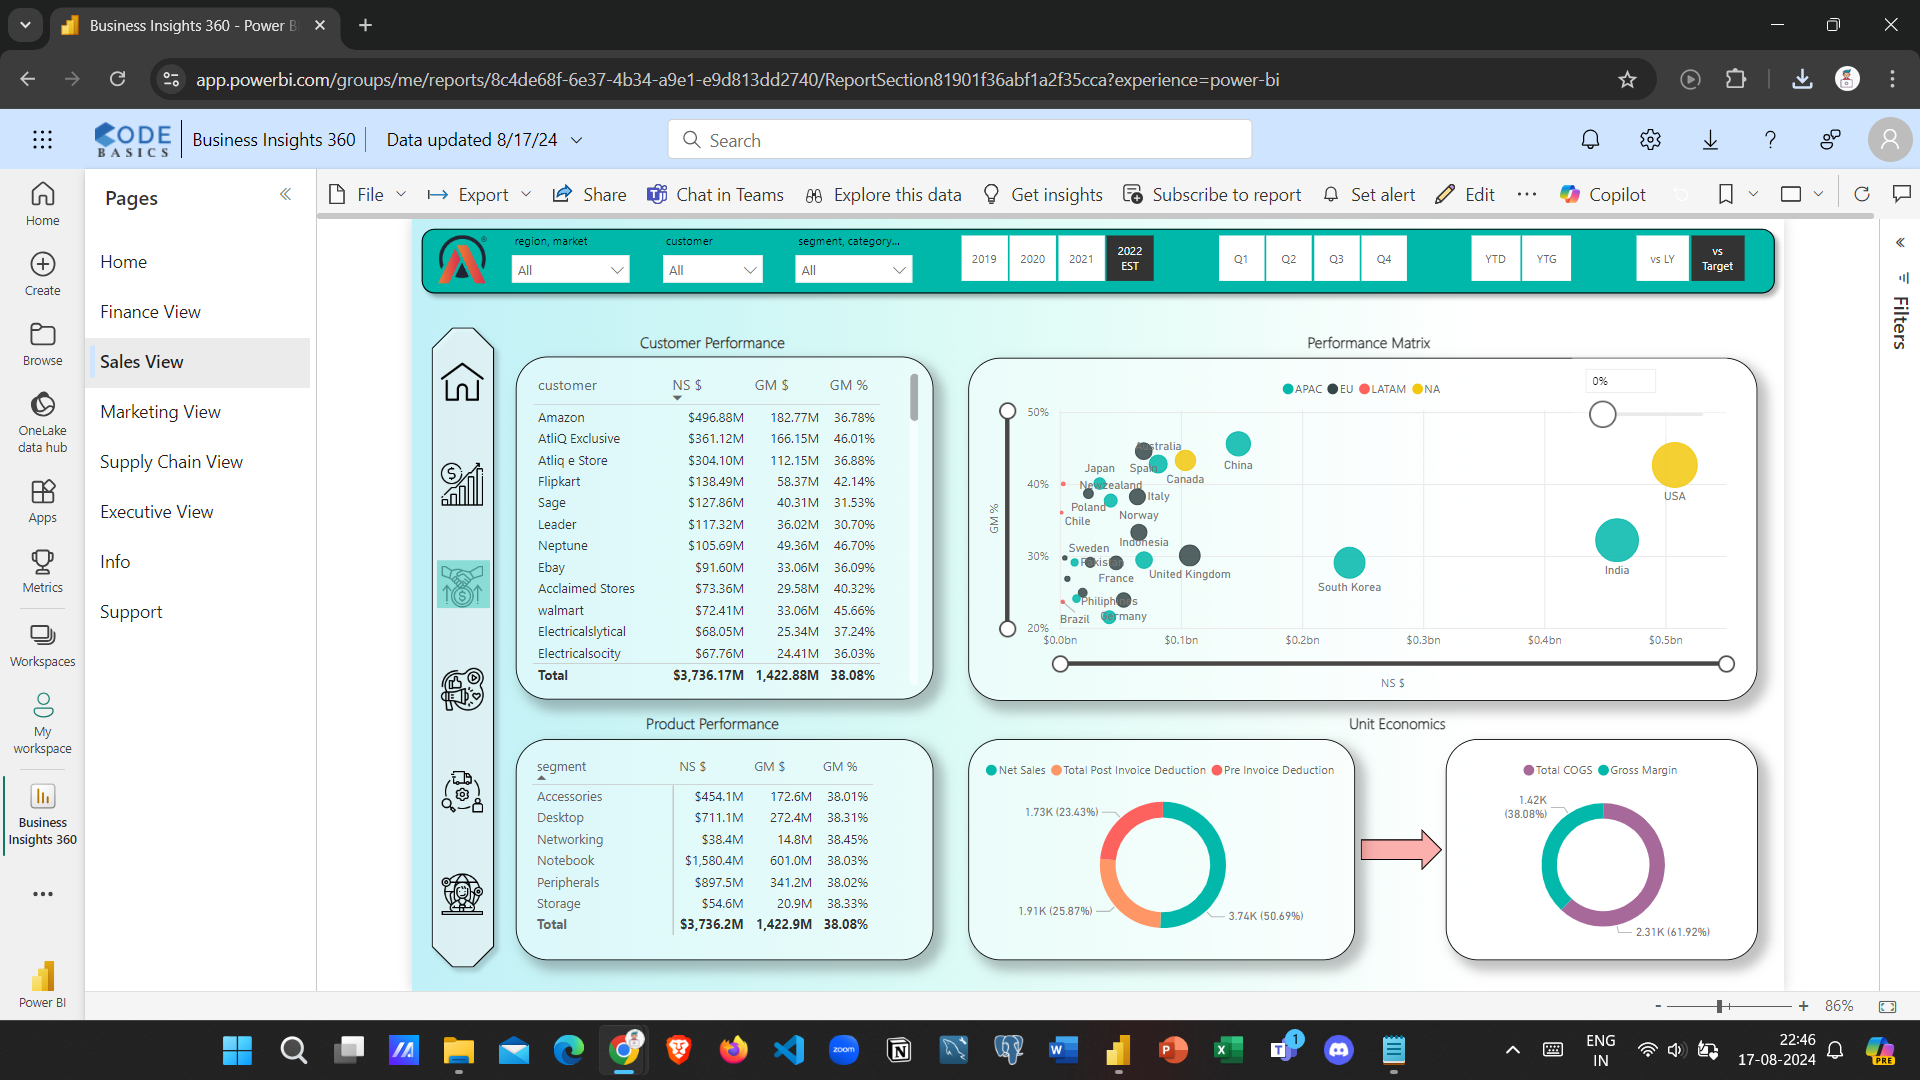 Business Insights 360 - Power B
app.powerbi.com/groups/me/reports/8c4de68f-6e37-4b34-a9e1-e9d813dd2740/ReportSection81901f36abf1a2f35cca?experience=power-bi
CODE BASICS
Business Insights 360
Data updated 8/17/24
Search
Home
Create
Browse
OneLake data hub
Apps
Metrics
Workspaces
My workspace
Business Insights 360
Power BI
Pages
Home
Finance View
Sales View
Marketing View
Supply Chain View
Executive View
Info
Support
File Export Share Chat in Teams Explore this data Get insights Subscribe to report Set alert Edit Copilot
region, market customer segment, category...
All All All
2019 2020 2021 2022 EST
Q1 Q2 Q3 Q4
YTD YTG
vs LY vs Target
Filters
Customer Performance
customer NS $ GM $ GM %
Amazon $496.88M 182.77M 36.78%
AtliQ Exclusive $361.12M 166.15M 46.01%
Atliq e Store $304.10M 112.15M 36.88%
Flipkart $138.49M 58.37M 42.14%
Sage $127.86M 40.31M 31.53%
Leader $117.32M 36.02M 30.70%
Neptune $105.69M 49.36M 46.70%
Ebay $91.60M 33.06M 36.09%
Acclaimed Stores $73.36M 29.58M 40.32%
walmart $72.41M 33.06M 45.66%
Electricalslytical $68.05M 25.34M 37.24%
Electricalsocity $67.76M 24.41M 36.03%
Total $3,736.17M 1,422.88M 38.08%
Performance Matrix
APAC EU LATAM NA
0%
50%
40%
30%
20%
GM %
Australia
China
Japan
Spain
Canada
Newzealand
USA
Italy
Poland
Norway
Chile
Indonesia
Sweden
Pakistan
United Kingdom
India
France
South Korea
Philiphines
Brazil
Germany
$0.0bn $0.1bn $0.2bn $0.3bn $0.4bn $0.5bn
NS $
Product Performance
segment NS $ GM $ GM %
Accessories $454.1M 172.6M 38.01%
Desktop $711.1M 272.4M 38.31%
Networking $38.4M 14.8M 38.45%
Notebook $1,580.4M 601.0M 38.03%
Peripherals $897.5M 341.2M 38.02%
Storage $54.6M 20.9M 38.33%
Total $3,736.2M 1,422.9M 38.08%
Unit Economics
Net Sales Total Post Invoice Deduction Pre Invoice Deduction
1.73K (23.43%)
1.91K (25.87%)
3.74K (50.69%)
Total COGS Gross Margin
1.42K
(38.08%)
2.31K (61.92%)
- + 86%
zoom
1
ENG
IN
22:46
17-08-2024
PRE